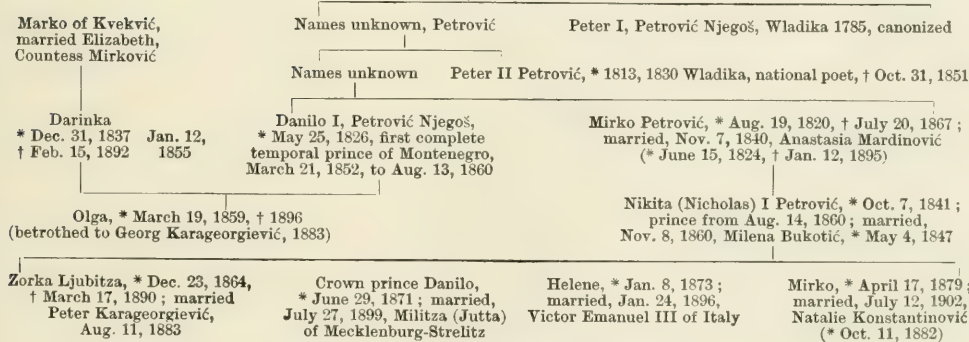 Marko of Kvekvić,
married Elizabeth,
Countess Mirković
Names unknown, Petrović
Peter I, Petrović Njegoš, Wladika 1785, canonized
Names unknown
Peter II Petrović, * 1813, 1830 Wladika, national poet, † Oct. 31, 1851
Darinka
* Dec. 31, 1837
† Feb. 15, 1892
Jan. 12,
1855
Danilo I, Petrović Njegoš,
* May 25, 1826, first complete
temporal prince of Montenegro,
March 21, 1852, to Aug. 13, 1860
Mirko Petrović, * Aug. 19, 1820, † July 20, 1867 ;
married, Nov. 7, 1840, Anastasia Mardinović
(* June 15, 1824, † Jan. 12, 1895)
Olga, * March 19, 1859, † 1896
(betrothed to Georg Karageorgiević, 1883)
Nikita (Nicholas) I Petrović, * Oct. 7, 1841 ;
prince from Aug. 14, 1860 ; married,
Nov. 8, 1860, Milena Bukotić, * May 4, 1847
Zorka Ljubitza, * Dec. 23, 1864,
† March 17, 1890 ; married
Peter Karageorgiević,
Aug. 11, 1883
Crown prince Danilo,
* June 29, 1871 ; married,
July 27, 1899, Militza (Jutta)
of Mecklenburg-Strelitz
Helene, * Jan. 8, 1873 ;
married, Jan. 24, 1896,
Victor Emanuel III of Italy
Mirko, * April 17, 1879 ;
married, July 12, 1902,
Natalie Konstantinović
(* Oct. 11, 1882)